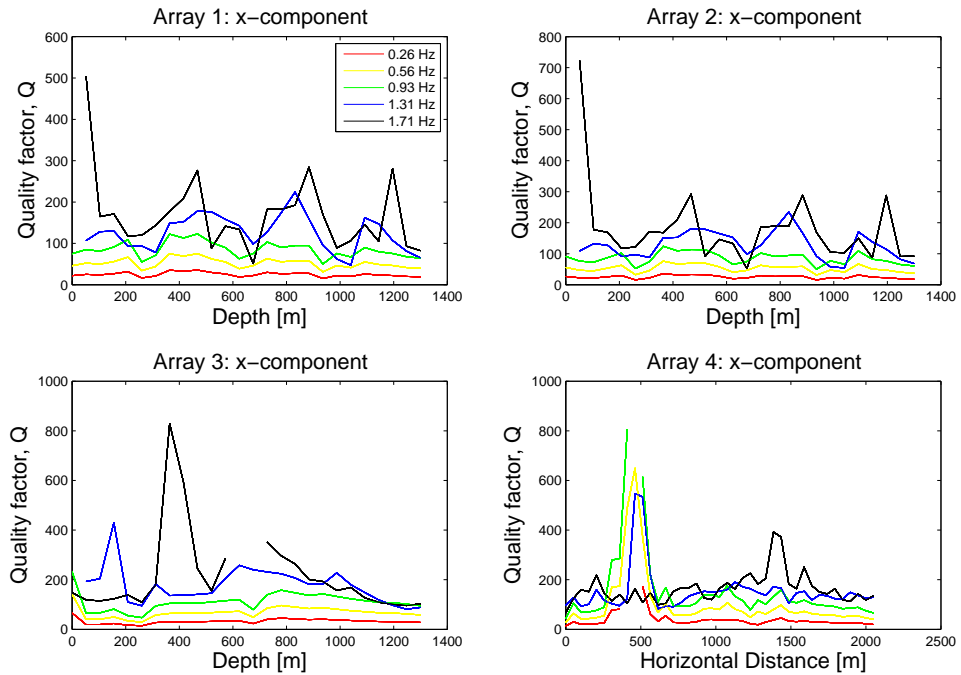 Array 1: x−component
Quality factor, Q
600
500
400
300
200
100
0
0 200 400 600 800 1000 1200 1400
Depth [m]
0.26 Hz
0.56 Hz
0.93 Hz
1.31 Hz
1.71 Hz
Array 2: x−component
Quality factor, Q
800
700
600
500
400
300
200
100
0
0 200 400 600 800 1000 1200 1400
Depth [m]
Array 3: x−component
Quality factor, Q
1000
800
600
400
200
0
0 200 400 600 800 1000 1200 1400
Depth [m]
Array 4: x−component
Quality factor, Q
1000
800
600
400
200
0
0 500 1000 1500 2000 2500
Horizontal Distance [m]